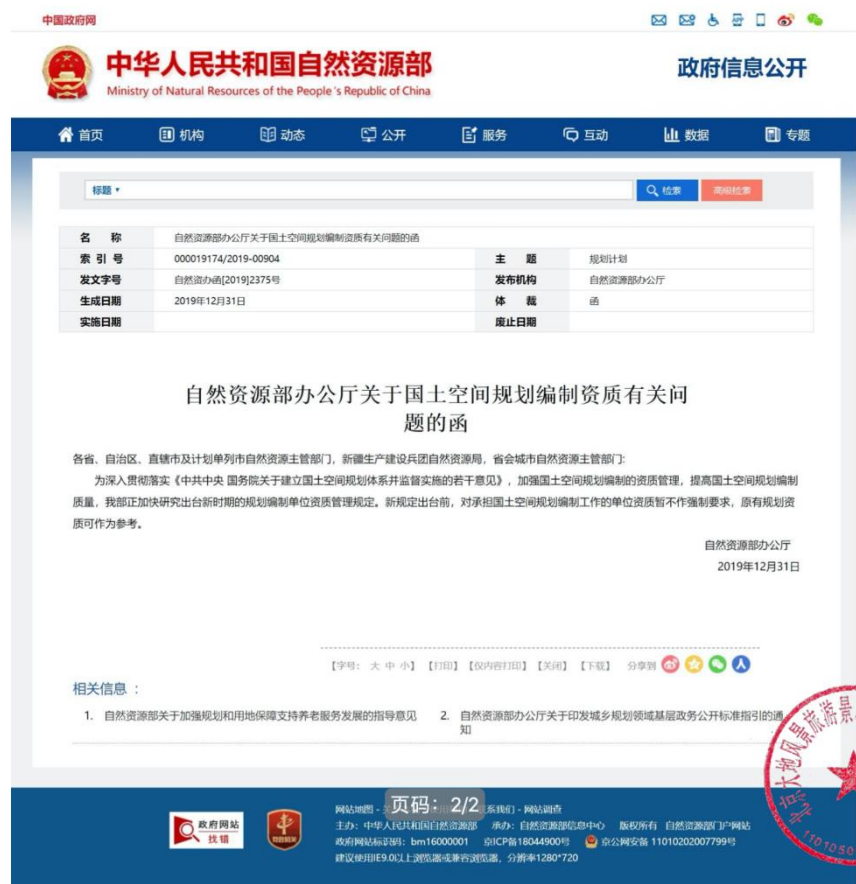 中国政府网
中华人民共和国自然资源部
Ministry of Natural Resources of the People's Republic of China
政府信息公开
首页 机构 动态 公开 服务 互动 数据 专题
标题 检索 高级检索
名 称 自然资源部办公厅关于国土空间规划编制资质有关问题的函
索 引 号 000019174/2019-00904 主 题 规划计划
发文字号 自然资办函[2019]2375号 发布机构 自然资源部办公厅
生成日期 2019年12月31日 体 裁 函
实施日期 废止日期
自然资源部办公厅关于国土空间规划编制资质有关问
题的函
各省、自治区、直辖市及计划单列市自然资源主管部门，新疆生产建设兵团自然资源局，省会城市自然资源主管部门：
为深入贯彻落实《中共中央 国务院关于建立国土空间规划体系并监督实施的若干意见》，加强国土空间规划编制的资质管理，提高国土空间规划编制
质量，我部正加快研究出台新时期的规划编制单位资质管理规定。新规定出台前，对承担国土空间规划编制工作的单位资质暂不作强制要求，原有规划资
质可作为参考。
自然资源部办公厅
2019年12月31日
【字号：大 中 小】 【打印】 【仅内容打印】 【关闭】 【下载】 分享到
相关信息：
1. 自然资源部关于加强规划和用地保障支持养老服务发展的指导意见 2. 自然资源部办公厅关于印发城乡规划领域基层政务公开标准指引的通
知
北京大地风景旅游景
1101050
页码：2/2
网站地图 - 联系我们 - 网站调查
政府网站
找错
主办：中华人民共和国自然资源部 承办：自然资源部信息中心 版权所有 自然资源部门户网站
政府网站标识码：bm16000001 京ICP备18044900号 京公网安备 11010202007799号
建议使用IE9.0以上浏览器或兼容浏览器，分辨率1280*720